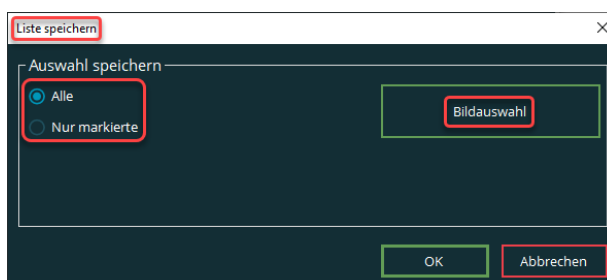 Liste speichern
Auswahl speichern
Alle
Bildauswahl
Nur markierte
OK
Abbrechen